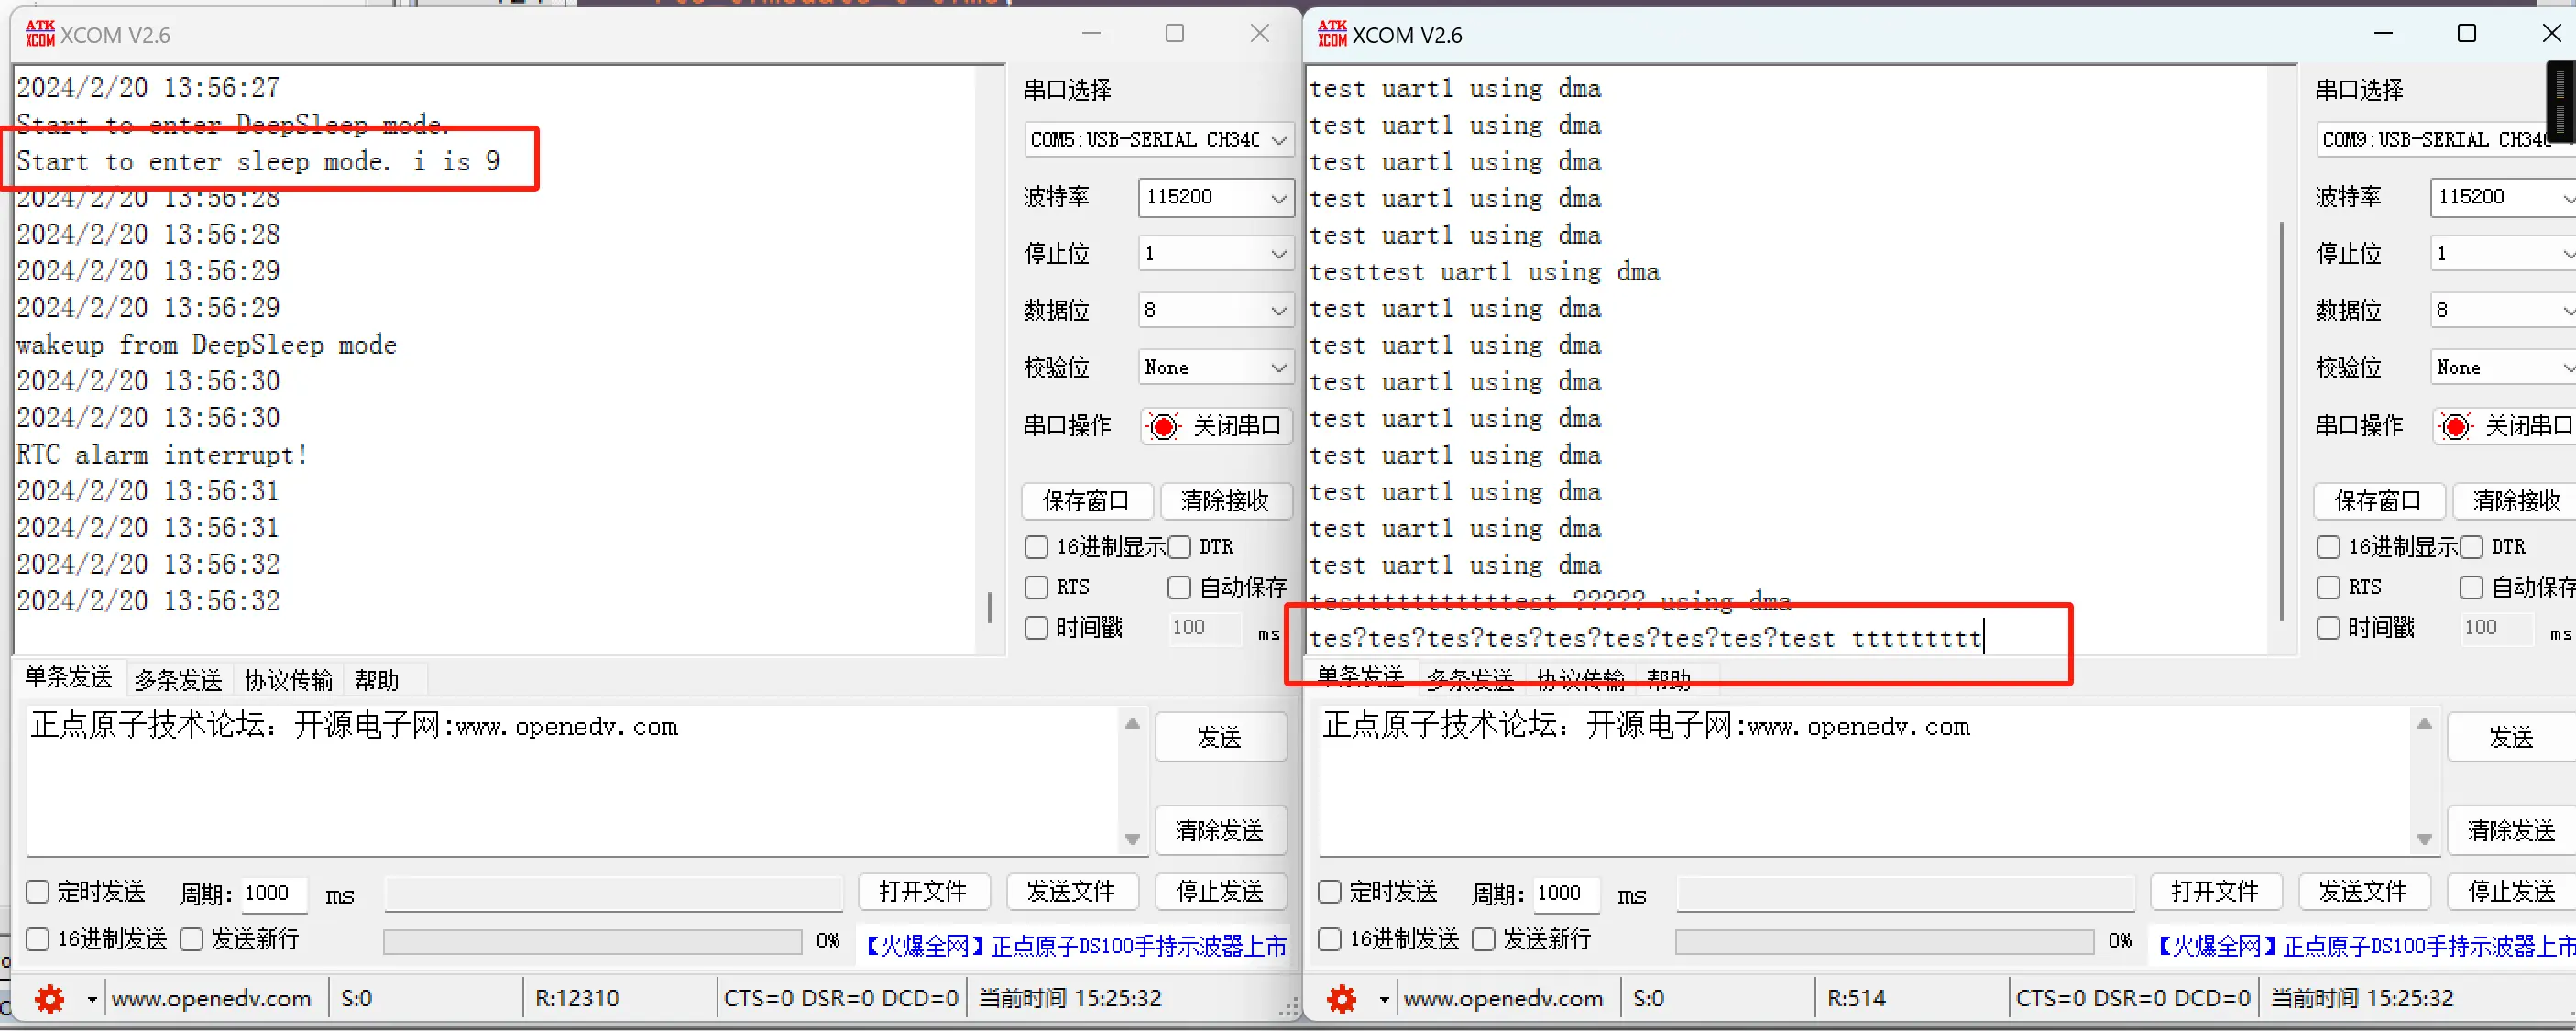 XCOM V2.6
2024/2/20 13:56:27
Start to enter DeepSleep mode.
Start to enter sleep mode. i is 9
2024/2/20 13:56:28
2024/2/20 13:56:28
2024/2/20 13:56:29
2024/2/20 13:56:29
wakeup from DeepSleep mode
2024/2/20 13:56:30
2024/2/20 13:56:30
RTC alarm interrupt!
2024/2/20 13:56:31
2024/2/20 13:56:31
2024/2/20 13:56:32
2024/2/20 13:56:32
串口选择
COM5:USB-SERIAL CH340
波特率 115200
停止位 1
数据位 8
校验位 None
串口操作 关闭串口
保存窗口 清除接收
16进制显示 DTR
RTS 自动保存
时间戳 100 ms
单条发送 多条发送 协议传输 帮助
正点原子技术论坛：开源电子网:www.openedv.com
发送
清除发送
定时发送 周期: 1000 ms 打开文件 发送文件 停止发送
16进制发送 发送新行 0% 【火爆全网】正点原子DS100手持示波器上市
www.openedv.com S:0 R:12310 CTS=0 DSR=0 DCD=0 当前时间 15:25:32
ATK XCOM XCOM V2.6
test uart1 using dma
test uart1 using dma
test uart1 using dma
test uart1 using dma
test uart1 using dma
testtest uart1 using dma
test uart1 using dma
test uart1 using dma
test uart1 using dma
test uart1 using dma
test uart1 using dma
test uart1 using dma
test uart1 using dma
test uart1 using dma
testttttttttttest ????? using dma
tes?tes?tes?tes?tes?tes?tes?tes?test ttttttttt
串口选择
COM9:USB-SERIAL CH340
波特率 115200
停止位 1
数据位 8
校验位 None
串口操作 关闭串口
保存窗口 清除接收
16进制显示 DTR
RTS 自动保存
时间戳 100 ms
单条发送 多条发送 协议传输 帮助
正点原子技术论坛：开源电子网:www.openedv.com
发送
清除发送
定时发送 周期: 1000 ms 打开文件 发送文件 停止发送
16进制发送 发送新行 0% 【火爆全网】正点原子DS100手持示波器上市
www.openedv.com S:0 R:514 CTS=0 DSR=0 DCD=0 当前时间 15:25:32